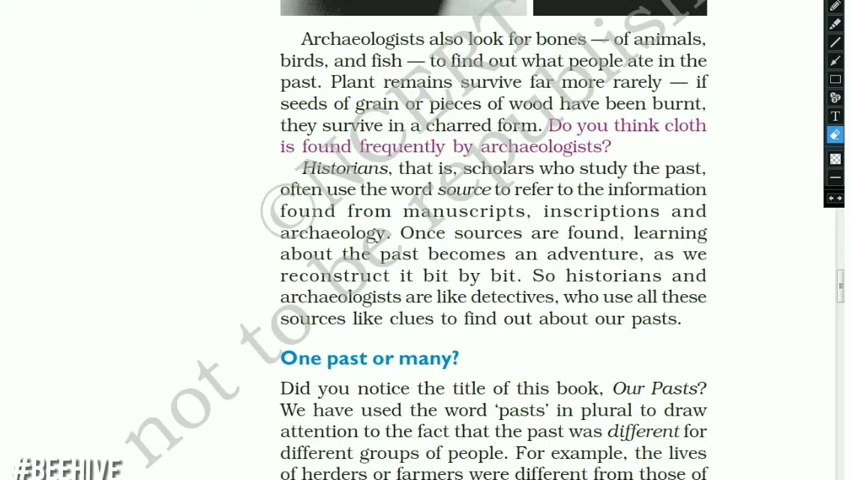 Archaeologists also look for bones — of animals,
birds, and fish — to find out what people ate in the
past. Plant remains survive far more rarely — if
seeds of grain or pieces of wood have been burnt,
they survive in a charred form. Do you think cloth
is found frequently by archaeologists?
Historians, that is, scholars who study the past,
often use the word source to refer to the information
found from manuscripts, inscriptions and
archaeology. Once sources are found, learning
about the past becomes an adventure, as we
reconstruct it bit by bit. So historians and
archaeologists are like detectives, who use all these
sources like clues to find out about our pasts.
One past or many?
Did you notice the title of this book, Our Pasts?
We have used the word ‘pasts’ in plural to draw
attention to the fact that the past was different for
different groups of people. For example, the lives
of herders or farmers were different from those of
©NCERT
not to be republish
#BEEHIVE
T